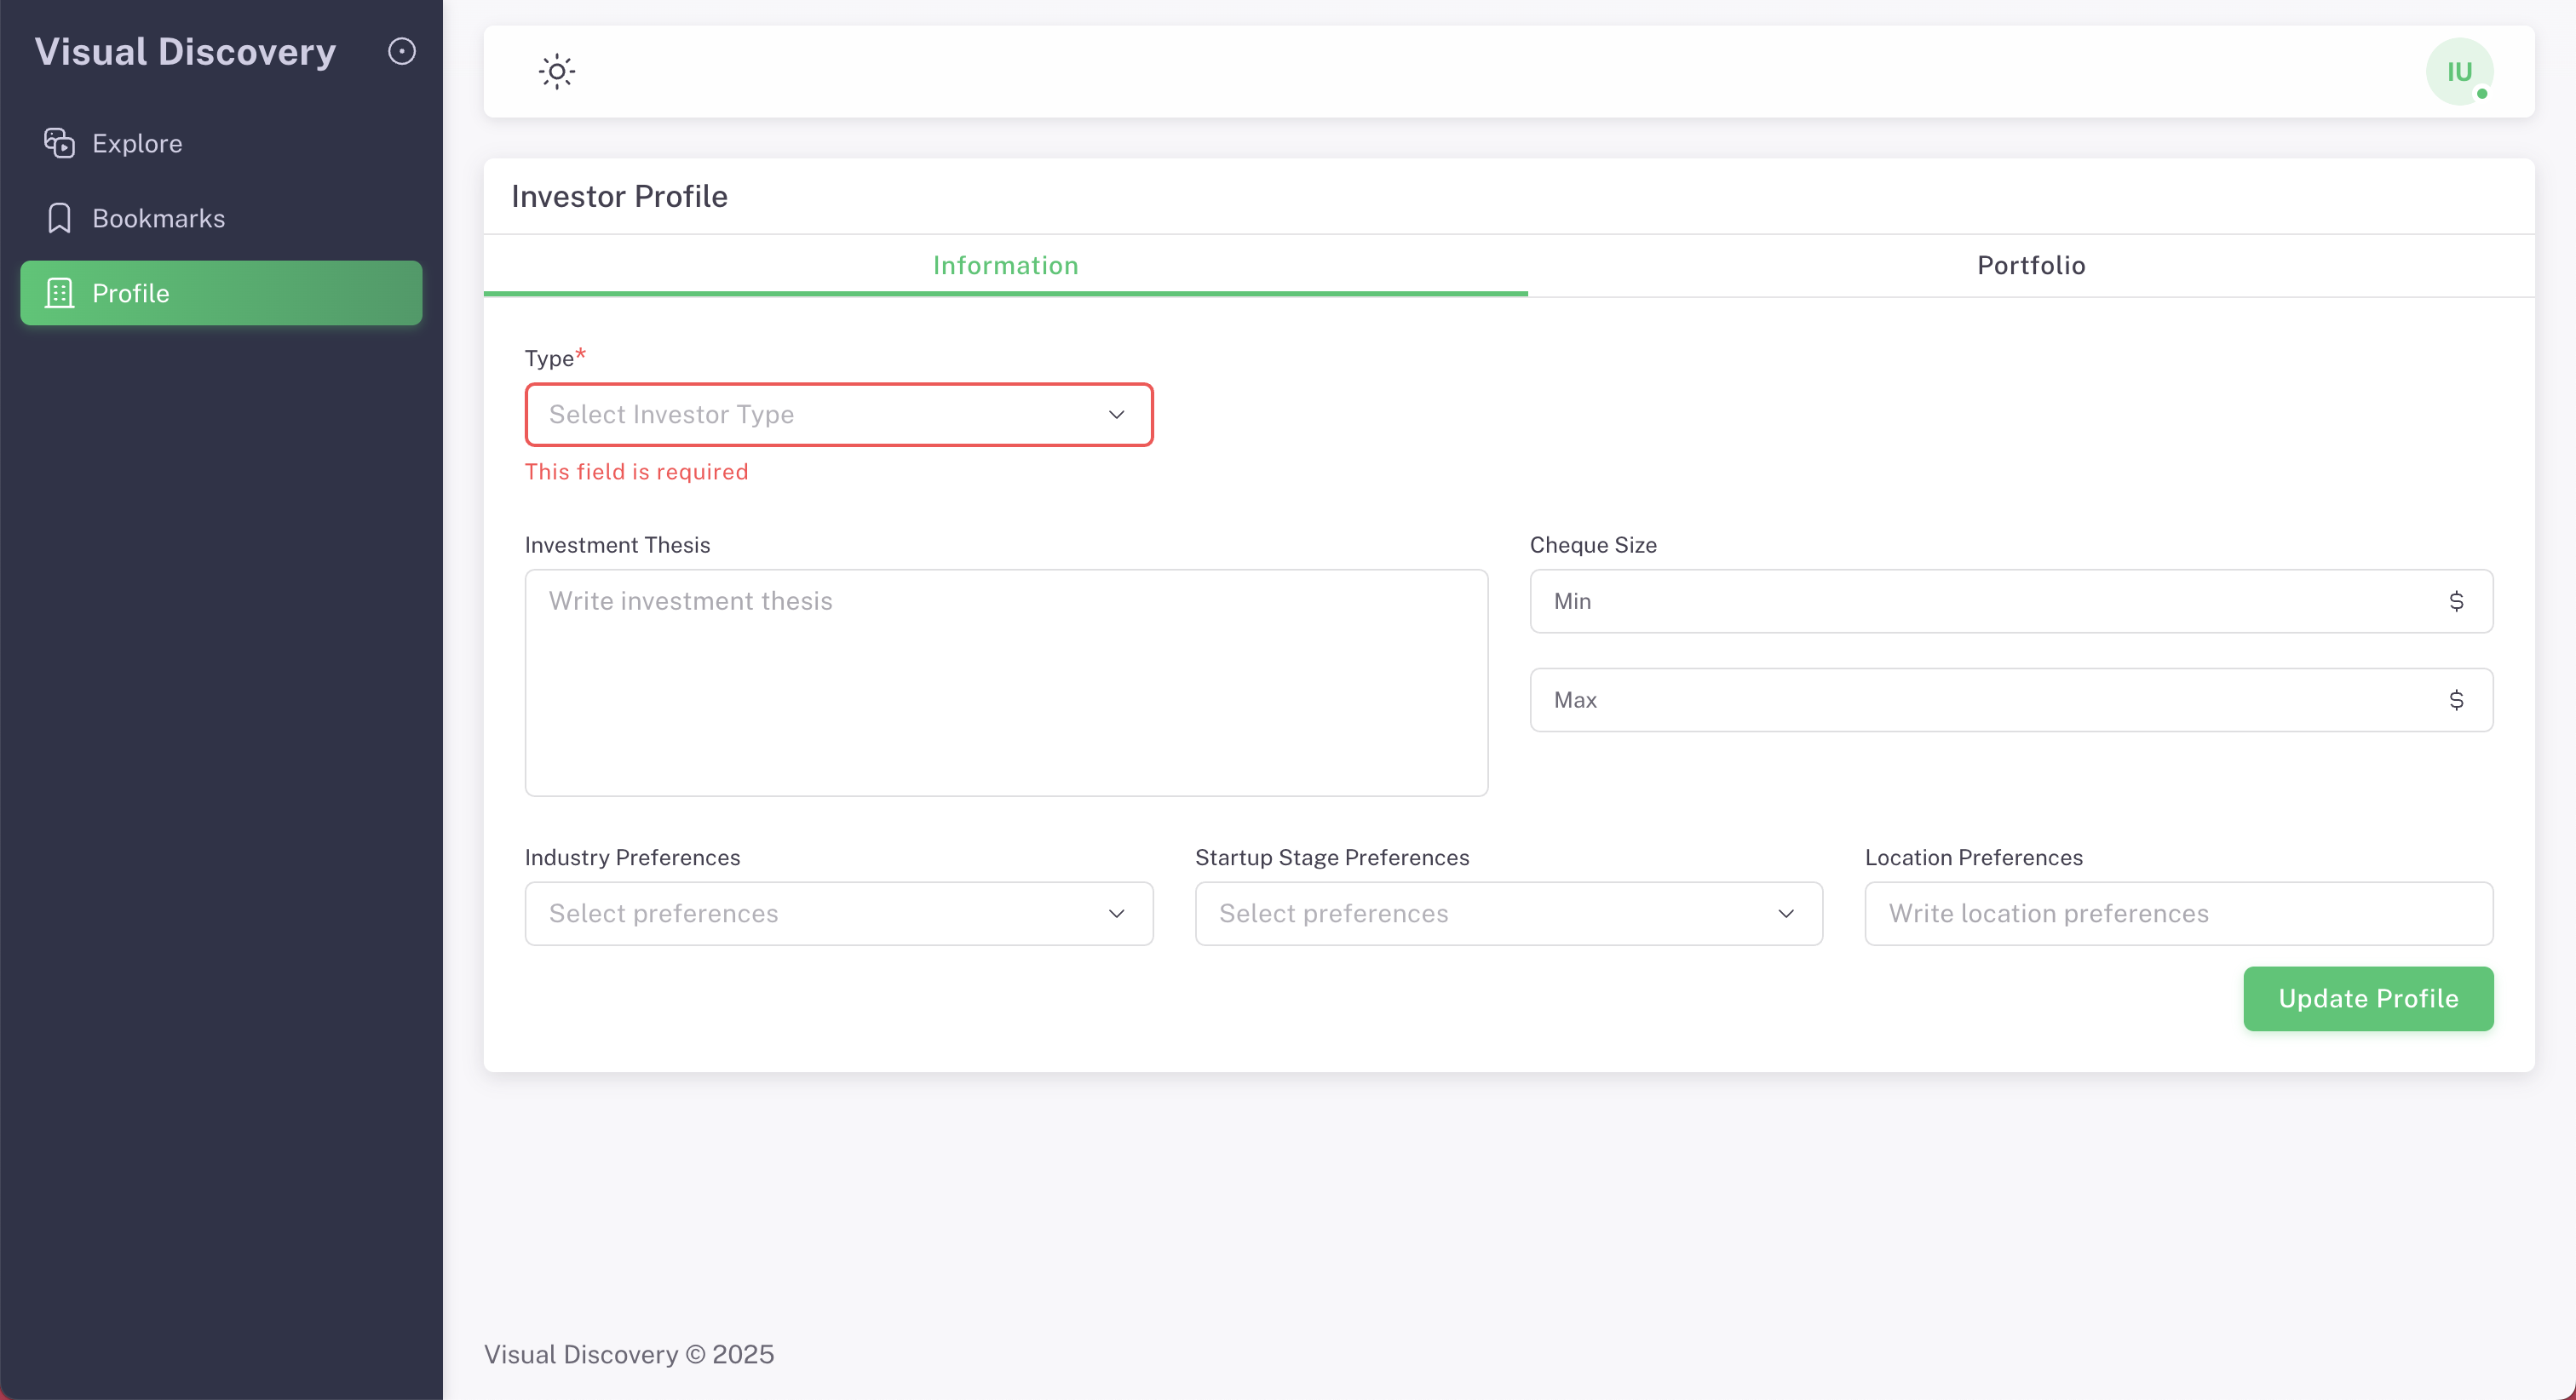 Visual Discovery
Explore
Bookmarks
Profile
IU
Investor Profile
Information
Portfolio
Type*
Select Investor Type
This field is required
Investment Thesis
Write investment thesis
Cheque Size
Min $
Max $
Industry Preferences
Select preferences
Startup Stage Preferences
Select preferences
Location Preferences
Write location preferences
Update Profile
Visual Discovery © 2025